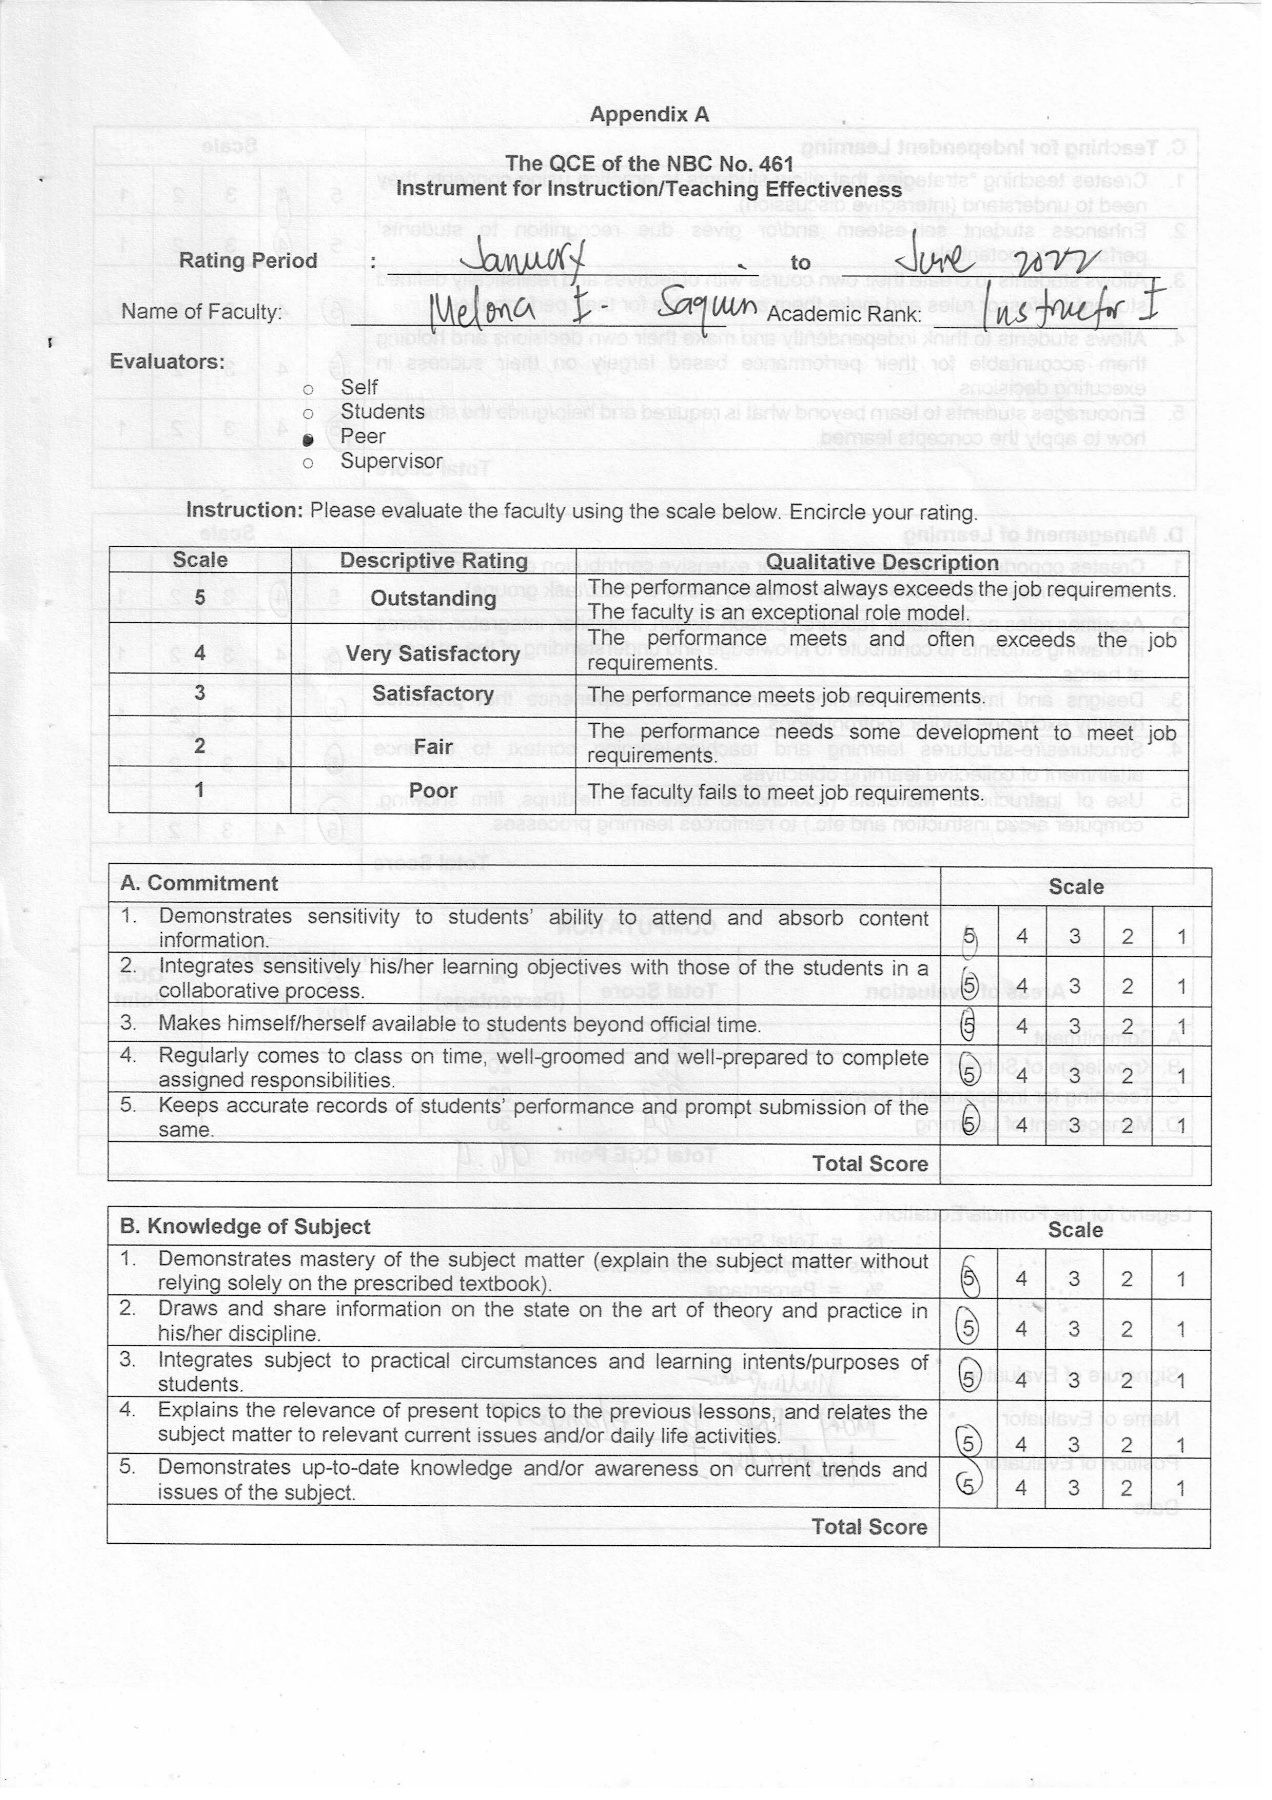 Appendix A
The QCE of the NBC No. 461
Instrument for Instruction/Teaching Effectiveness
Rating Period : January to June 2022
Name of Faculty: Melona I. Saquin Academic Rank: Instructor I
Evaluators:
○ Self
○ Students
● Peer
○ Supervisor
Instruction: Please evaluate the faculty using the scale below. Encircle your rating.
Scale Descriptive Rating Qualitative Description
5 Outstanding The performance almost always exceeds the job requirements.
The faculty is an exceptional role model.
4 Very Satisfactory The performance meets and often exceeds the job
requirements.
3 Satisfactory The performance meets job requirements.
2 Fair The performance needs some development to meet job
requirements.
1 Poor The faculty fails to meet job requirements.
A. Commitment Scale
1. Demonstrates sensitivity to students' ability to attend and absorb content
information. 5 4 3 2 1
2. Integrates sensitively his/her learning objectives with those of the students in a
collaborative process. 5 4 3 2 1
3. Makes himself/herself available to students beyond official time. 5 4 3 2 1
4. Regularly comes to class on time, well-groomed and well-prepared to complete
assigned responsibilities. 5 4 3 2 1
5. Keeps accurate records of students' performance and prompt submission of the
same. 5 4 3 2 1
Total Score
B. Knowledge of Subject Scale
1. Demonstrates mastery of the subject matter (explain the subject matter without
relying solely on the prescribed textbook). 5 4 3 2 1
2. Draws and share information on the state on the art of theory and practice in
his/her discipline. 5 4 3 2 1
3. Integrates subject to practical circumstances and learning intents/purposes of
students. 5 4 3 2 1
4. Explains the relevance of present topics to the previous lessons, and relates the
subject matter to relevant current issues and/or daily life activities. 5 4 3 2 1
5. Demonstrates up-to-date knowledge and/or awareness on current trends and
issues of the subject. 5 4 3 2 1
Total Score